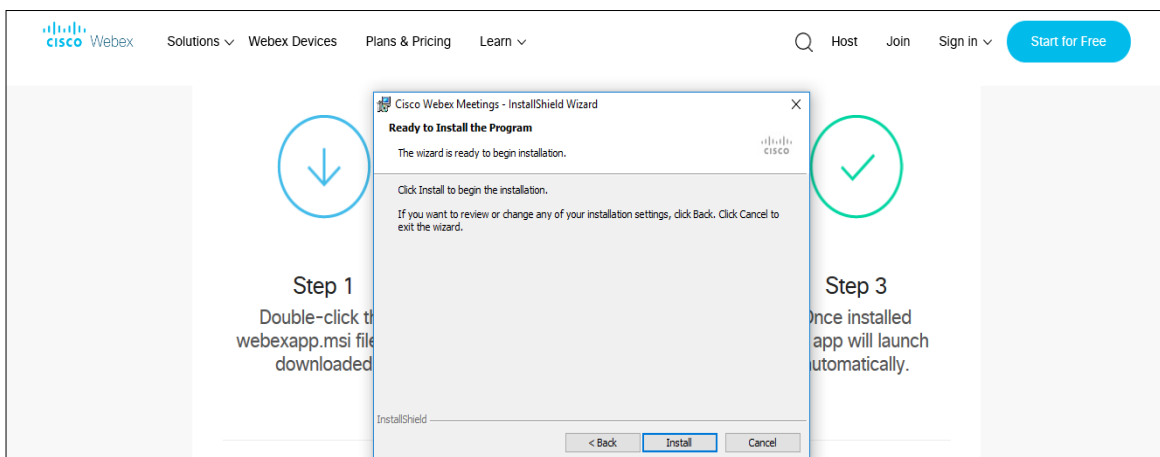 CISCO Webex Solutions Webex Devices Plans & Pricing Learn Host Join Sign in Start for Free
Cisco Webex Meetings - InstallShield Wizard
Ready to Install the Program
The wizard is ready to begin installation.
CISCO
Click Install to begin the installation.
If you want to review or change any of your installation settings, click Back. Click Cancel to
exit the wizard.
InstallShield
< Back Install Cancel
Step 1
Double-click
webexapp.msi
downloaded
Step 3
installed
app will launch